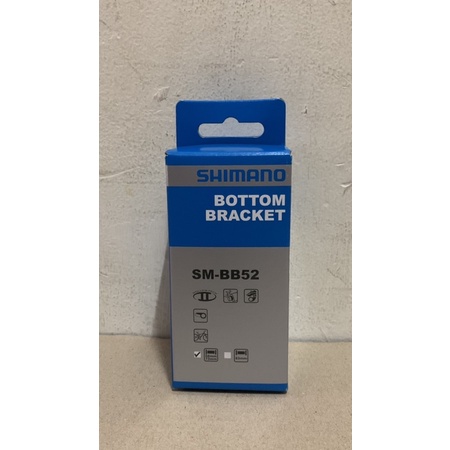 SHIMANO
BOTTOM
BRACKET
SM-BB52